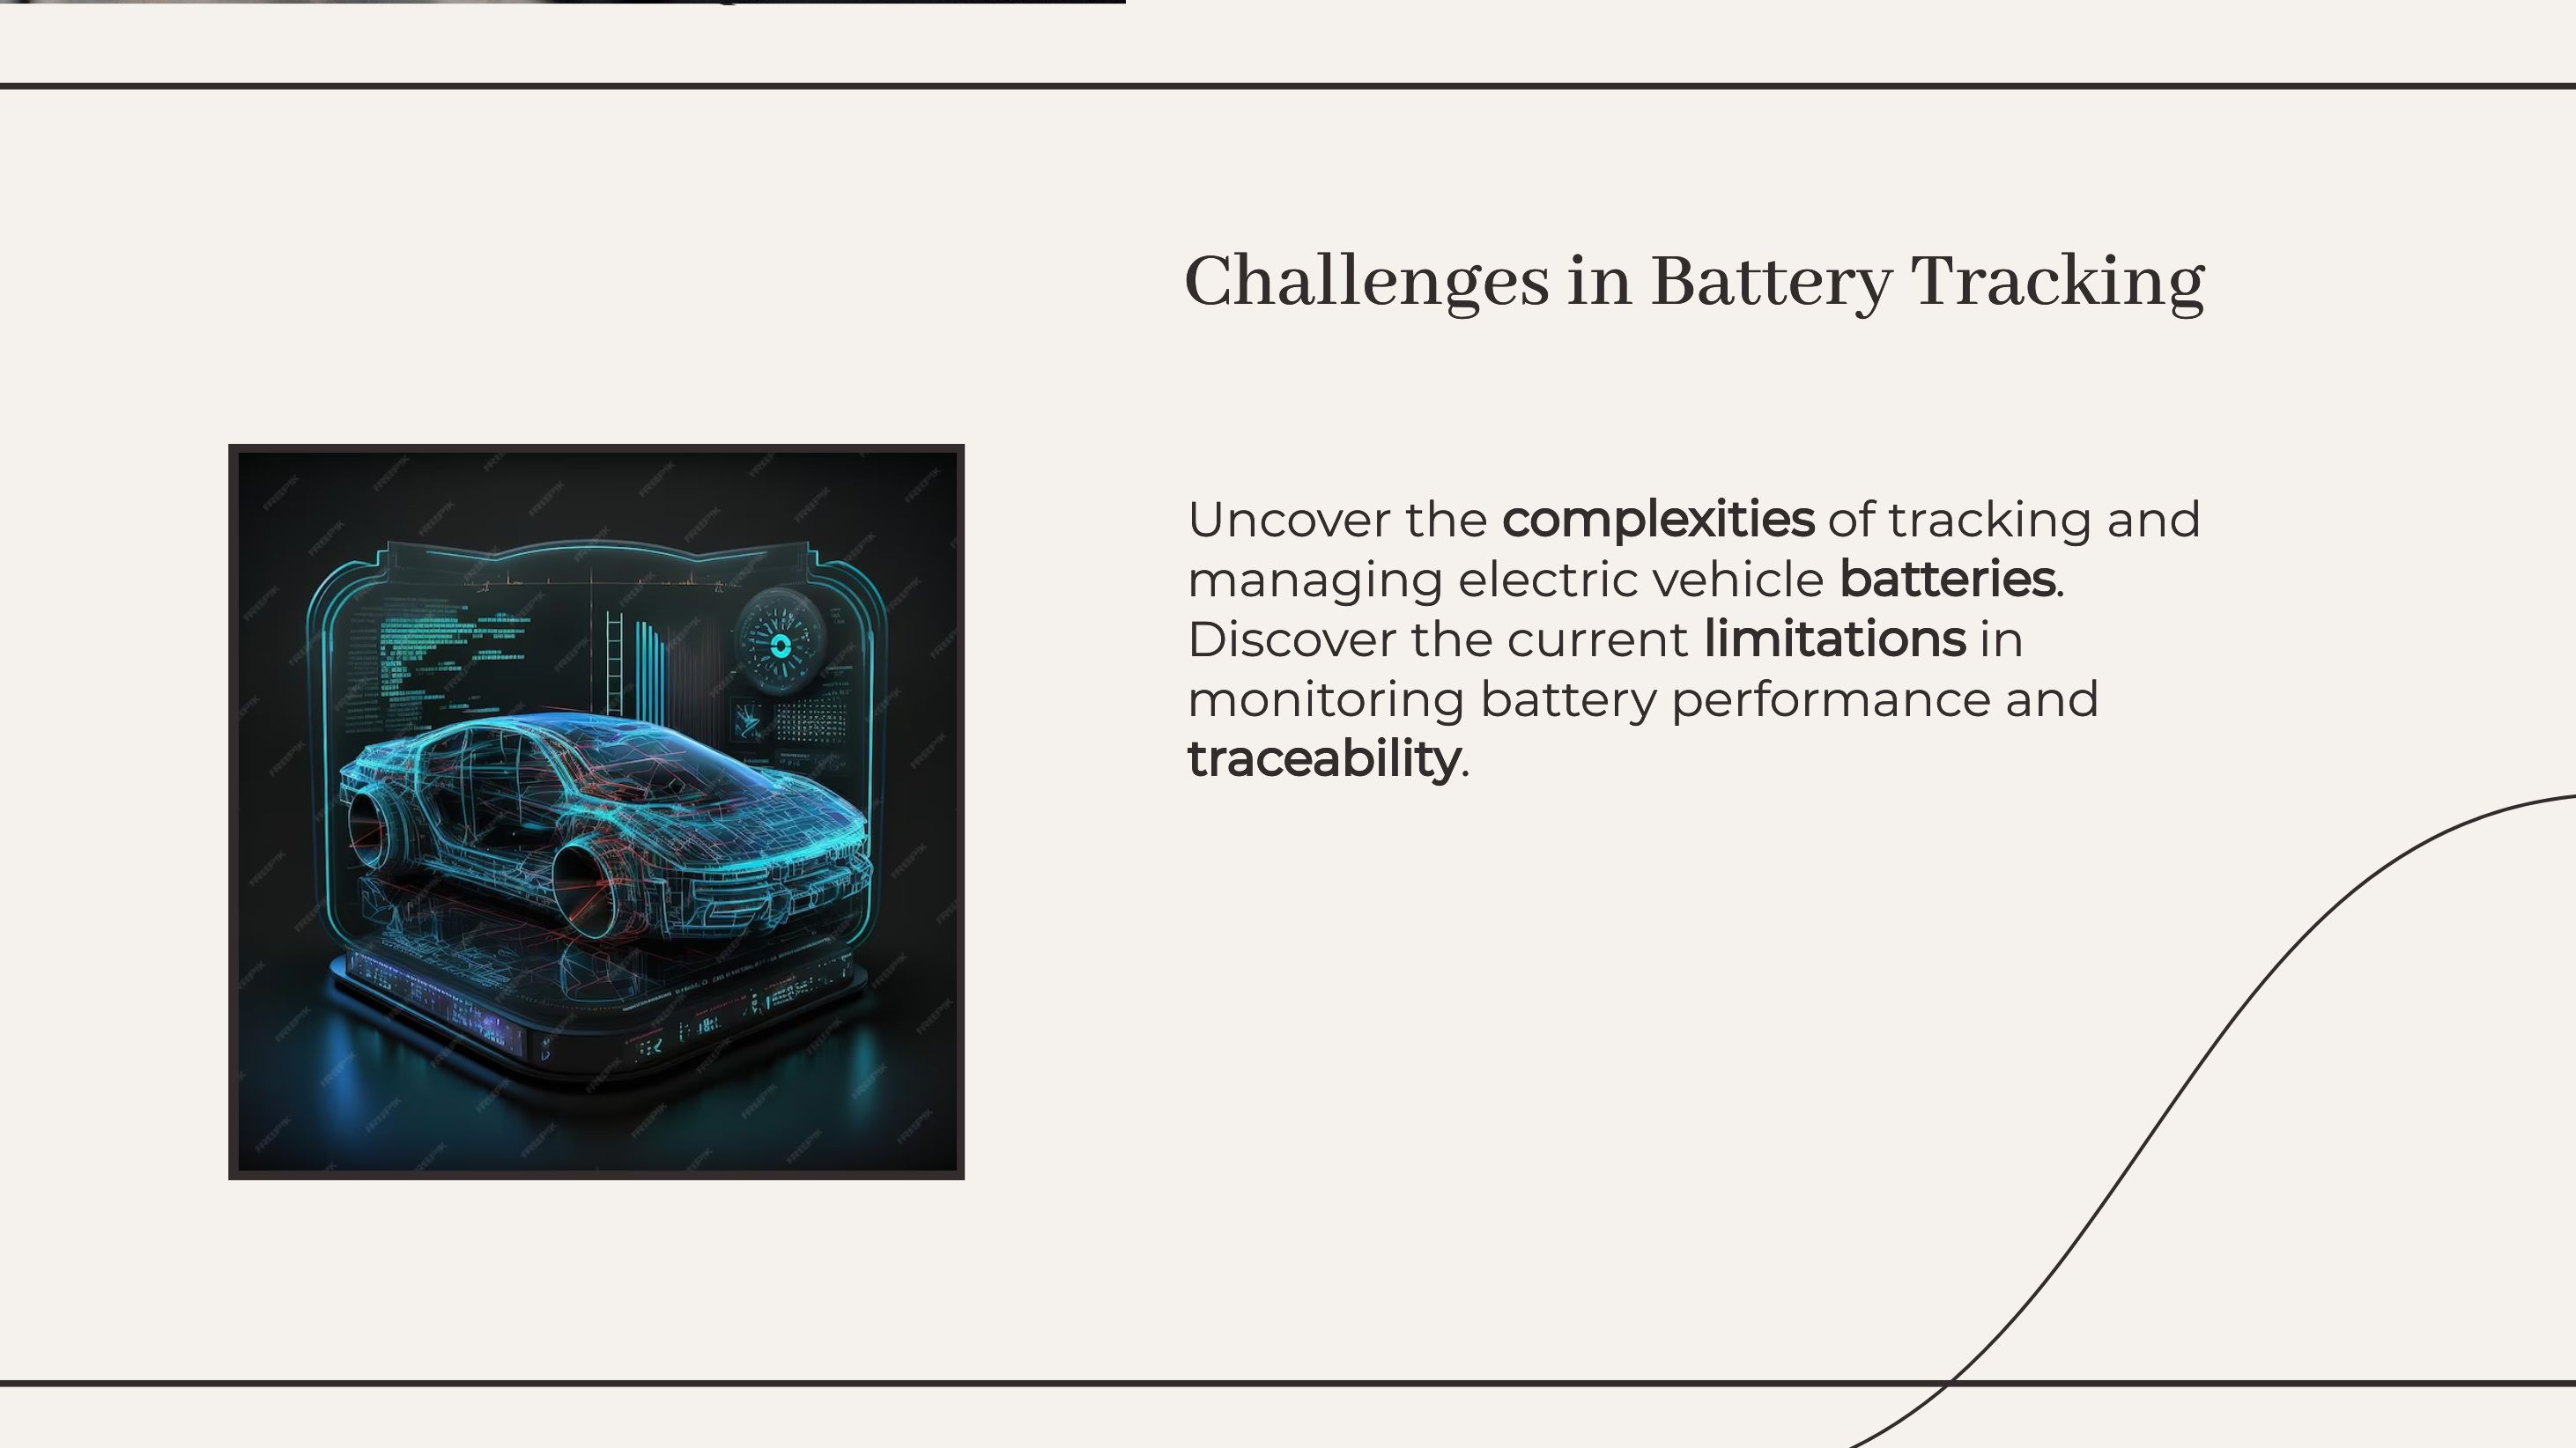 Challenges in Battery Tracking
Uncover the complexities of tracking and
managing electric vehicle batteries.
Discover the current limitations in
monitoring battery performance and
traceability.
FREEPIK